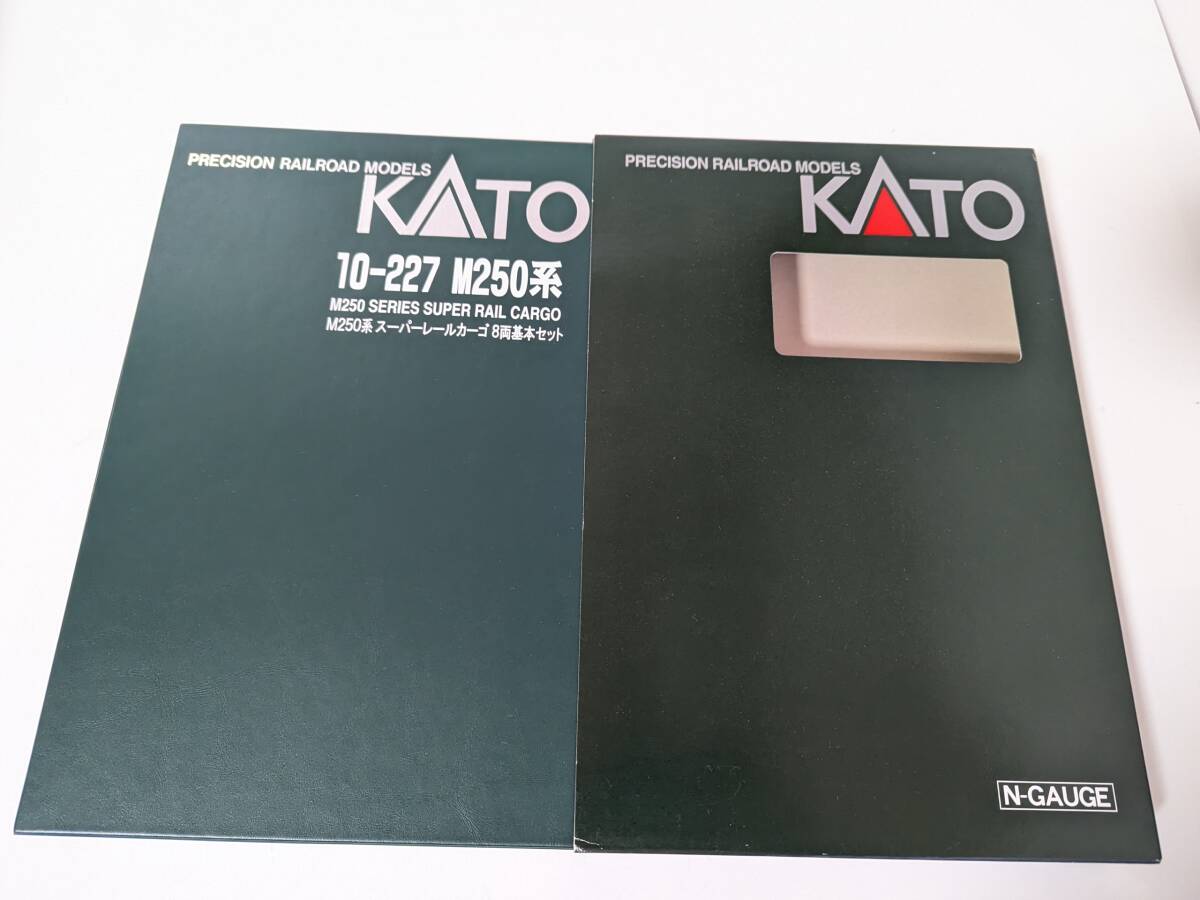 PRECISION RAILROAD MODELS
KATO
10-227 M250系
M250 SERIES SUPER RAIL CARGO
M250系 スーパーレールカーゴ 8両基本セット
PRECISION RAILROAD MODELS
KATO
N-GAUGE